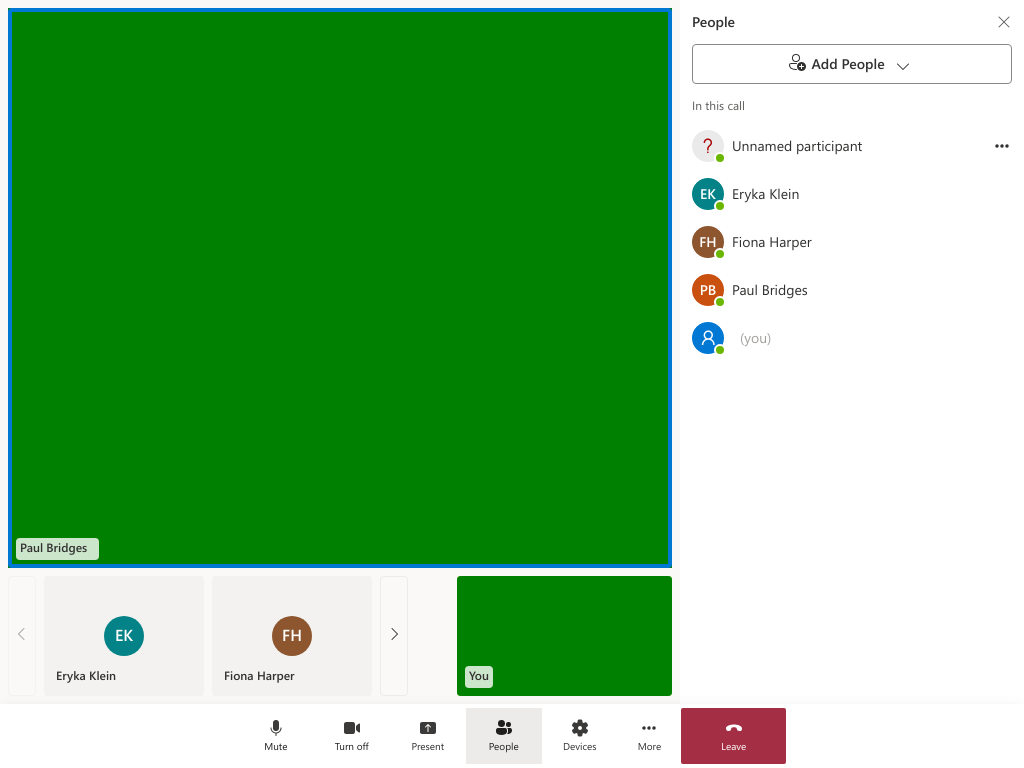 People
Add People
In this call
?
Unnamed participant
EK
Eryka Klein
FH
Fiona Harper
PB
Paul Bridges
(you)
Paul Bridges
EK
Eryka Klein
FH
Fiona Harper
You
Mute
Turn off
Present
People
Devices
More
Leave